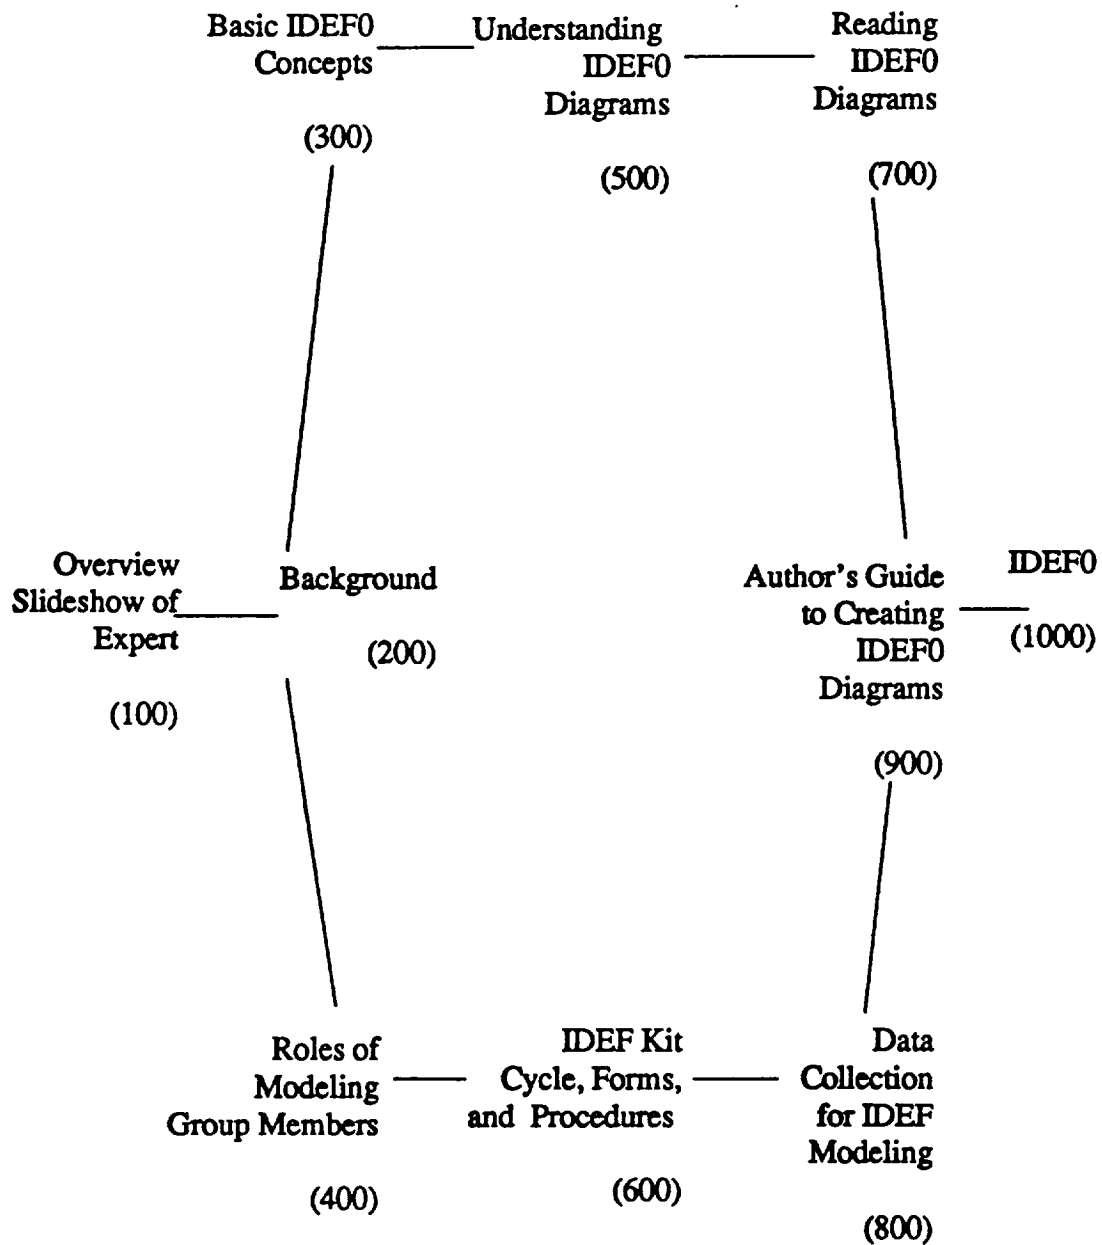 Basic IDEF0
Concepts
(300)
Understanding
IDEF0
Diagrams
(500)
Reading
IDEF0
Diagrams
(700)
Overview
Slideshow of
Expert
(100)
Background
(200)
Author's Guide
to Creating
IDEF0
Diagrams
(900)
IDEF0
(1000)
Roles of
Modeling
Group Members
(400)
IDEF Kit
Cycle, Forms,
and Procedures
(600)
Data
Collection
for IDEF
Modeling
(800)